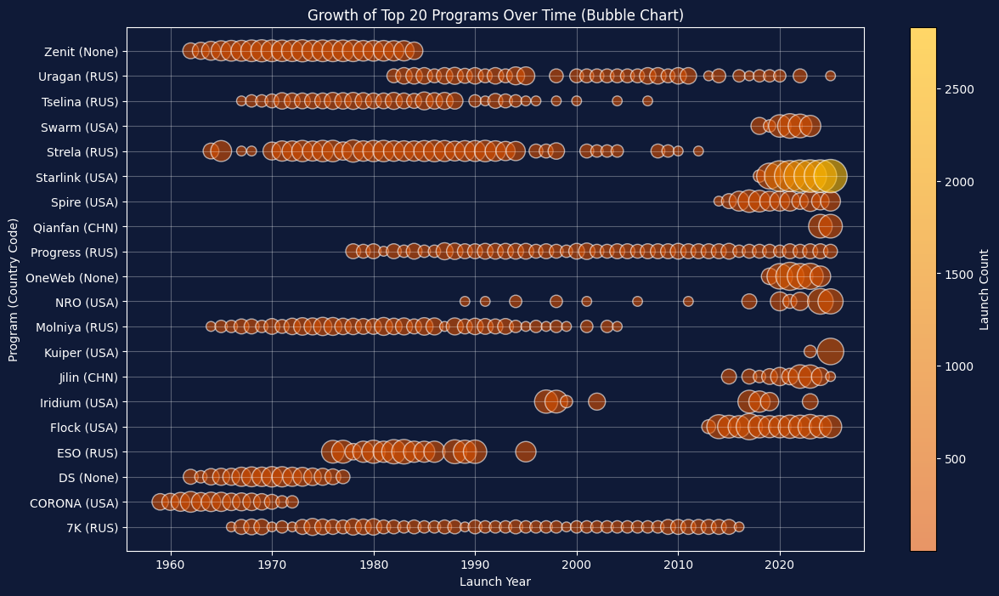 Growth of Top 20 Programs Over Time (Bubble Chart)
Zenit (None)
Uragan (RUS)
Tselina (RUS)
Swarm (USA)
Strela (RUS)
Starlink (USA)
Spire (USA)
Qianfan (CHN)
Progress (RUS)
OneWeb (None)
NRO (USA)
Molniya (RUS)
Kuiper (USA)
Jilin (CHN)
Iridium (USA)
Flock (USA)
ESO (RUS)
DS (None)
CORONA (USA)
7K (RUS)
Program (Country Code)
1960 1970 1980 1990 2000 2010 2020
Launch Year
2500
2000
1500
1000
500
Launch Count